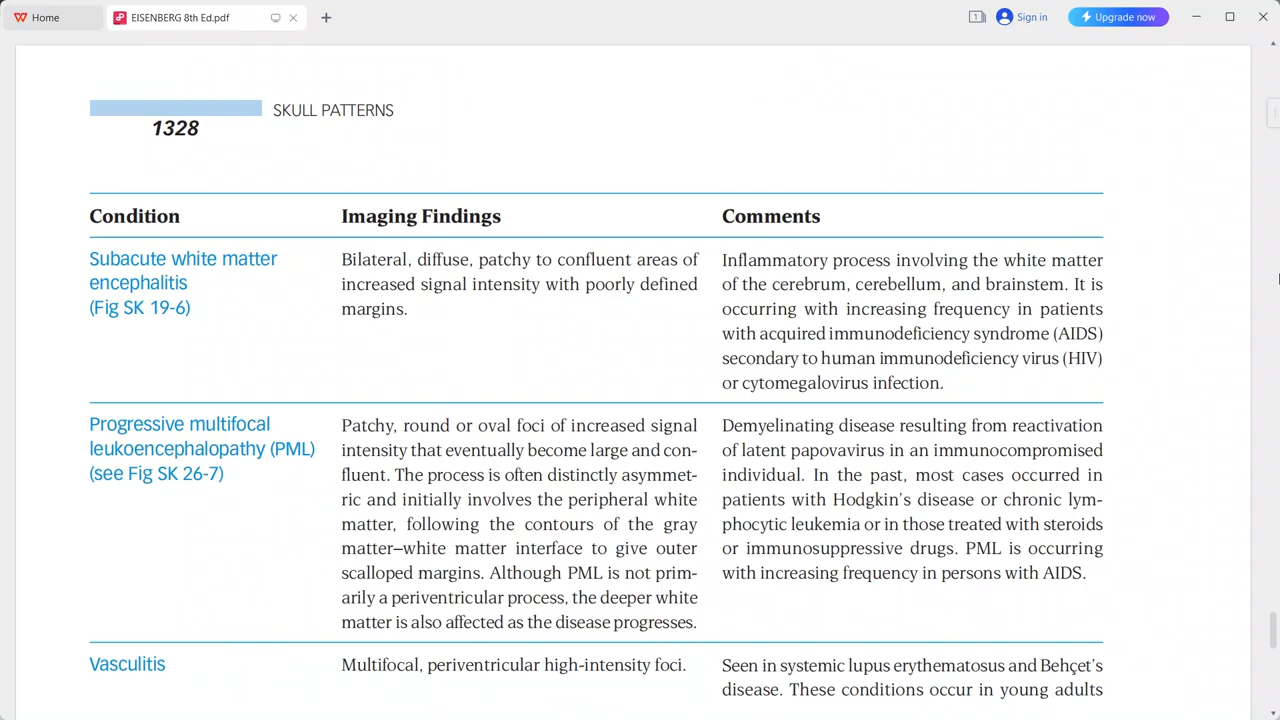 Home
EISENBERG 8th Ed.pdf
1
Sign in
Upgrade now
SKULL PATTERNS
1328
Condition
Imaging Findings
Comments
Subacute white matter
encephalitis
(Fig SK 19-6)
Bilateral, diffuse, patchy to confluent areas of
increased signal intensity with poorly defined
margins.
Inflammatory process involving the white matter
of the cerebrum, cerebellum, and brainstem. It is
occurring with increasing frequency in patients
with acquired immunodeficiency syndrome (AIDS)
secondary to human immunodeficiency virus (HIV)
or cytomegalovirus infection.
Progressive multifocal
leukoencephalopathy (PML)
(see Fig SK 26-7)
Patchy, round or oval foci of increased signal
intensity that eventually become large and con-
fluent. The process is often distinctly asymmet-
ric and initially involves the peripheral white
matter, following the contours of the gray
matter–white matter interface to give outer
scalloped margins. Although PML is not prim-
arily a periventricular process, the deeper white
matter is also affected as the disease progresses.
Demyelinating disease resulting from reactivation
of latent papovavirus in an immunocompromised
individual. In the past, most cases occurred in
patients with Hodgkin's disease or chronic lym-
phocytic leukemia or in those treated with steroids
or immunosuppressive drugs. PML is occurring
with increasing frequency in persons with AIDS.
Vasculitis
Multifocal, periventricular high-intensity foci.
Seen in systemic lupus erythematosus and Behçet's
disease. These conditions occur in young adults